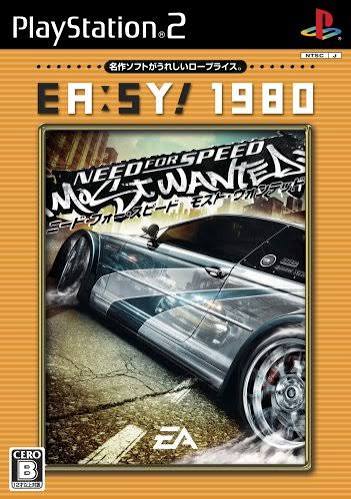 PlayStation®2
NTSC J
名作ソフトがうれしいロープライス。
EA:SY! 1980
NEED FOR SPEED
MOST WANTED
ニード・フォー・スピード モスト・ウォンテッド
EA
CERO
B